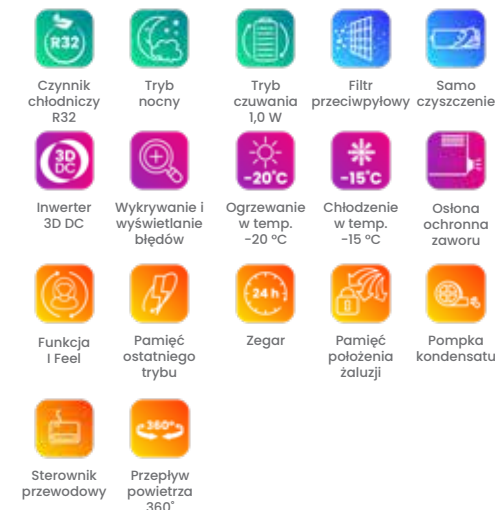 R32
Czynnik
chłodniczy
R32
Tryb
nocny
Tryb
czuwania
1,0 W
Filtr
przeciwpyłowy
Samo
czyszczenie
3D
DC
Inwerter
3D DC
Wykrywanie i
wyświetlanie
błędów
-20°C
Ogrzewanie
w temp.
-20 °C
-15°C
Chłodzenie
w temp.
-15 °C
Osłona
ochronna
zaworu
Funkcja
I Feel
Pamięć
ostatniego
trybu
24 h
Zegar
Pamięć
położenia
żaluzji
Pompka
kondensatu
Sterownik
przewodowy
360°
Przepływ
powietrza
360°